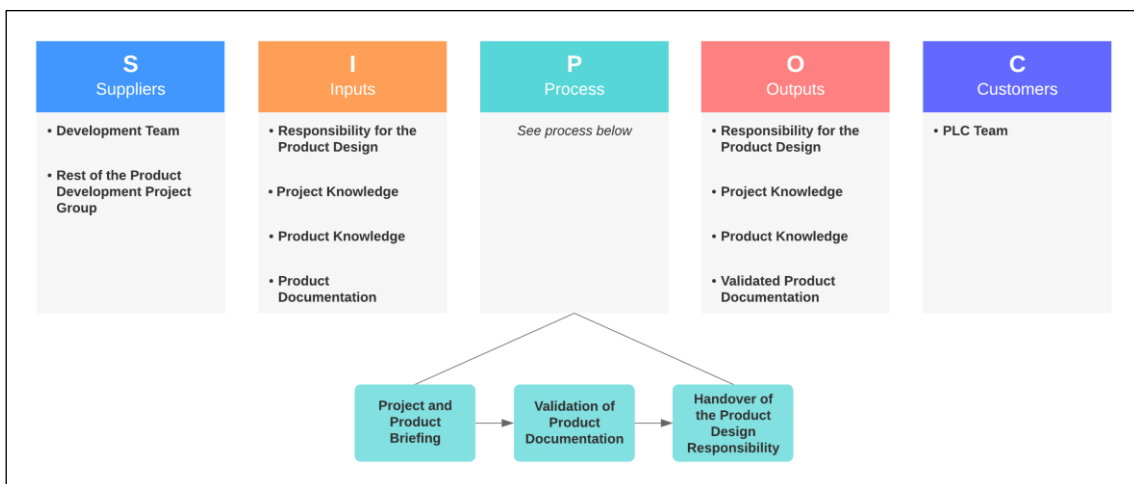 S
Suppliers
• Development Team
• Rest of the Product
Development Project
Group
I
Inputs
• Responsibility for the
Product Design
• Project Knowledge
• Product Knowledge
• Product
Documentation
P
Process
See process below
O
Outputs
• Responsibility for the
Product Design
• Project Knowledge
• Product Knowledge
• Validated Product
Documentation
C
Customers
• PLC Team
Project and
Product
Briefing
Validation of
Product
Documentation
Handover of
the Product
Design
Responsibility